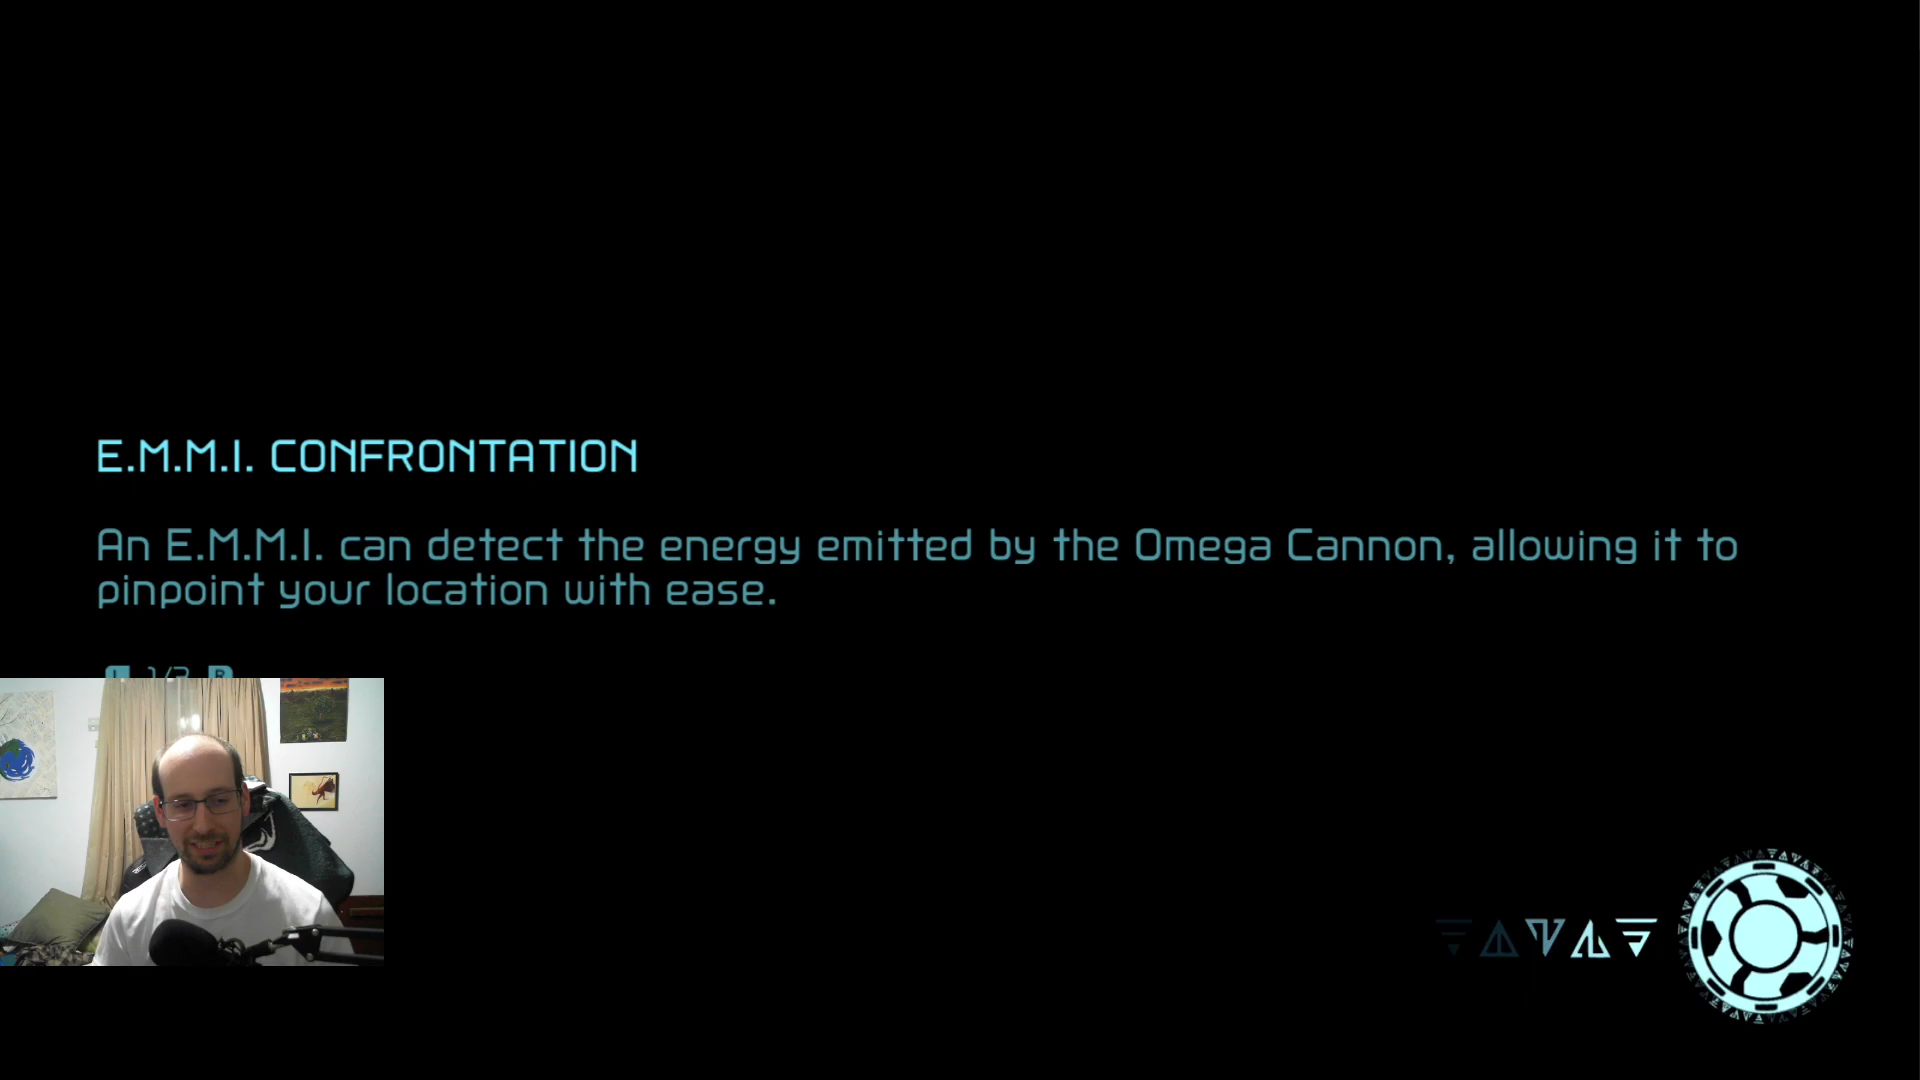 E.M.M.I. CONFRONTATION
An E.M.M.I. can detect the energy emitted by the Omega Cannon, allowing it to
pinpoint your location with ease.